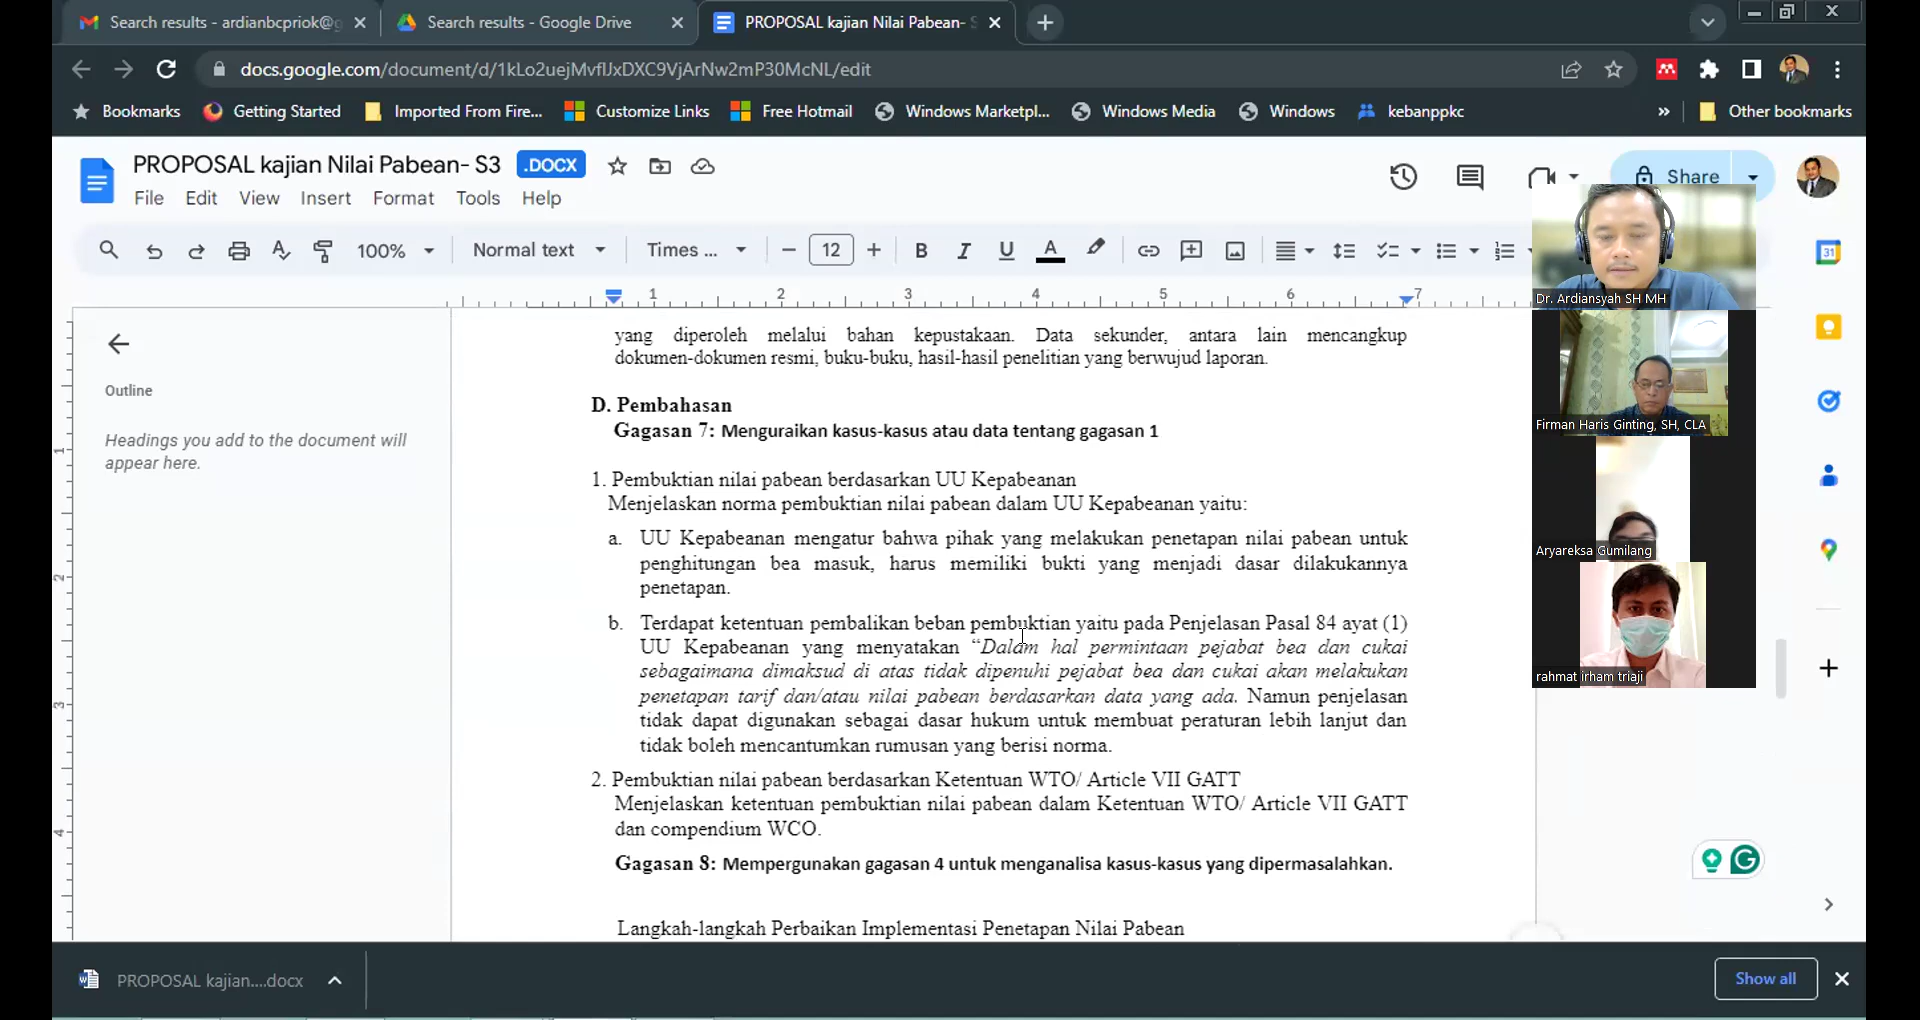 Search results - ardianbcpriok@g
Search results - Google Drive
PROPOSAL kajian Nilai Pabean- S
docs.google.com/document/d/1kLo2uejMvflJxDXC9VjArNw2mP30McNL/edit
Bookmarks
Getting Started
Imported From Fire...
Customize Links
Free Hotmail
Windows Marketpl...
Windows Media
Windows
kebanppkc
»
Other bookmarks
PROPOSAL kajian Nilai Pabean- S3
.DOCX
Share
File Edit View Insert Format Tools Help
100%
Normal text
Times ...
12
B I U A
31
1 2 3 4 5 6 7
Outline
Headings you add to the document will
appear here.
1
2
3
4
yang diperoleh melalui bahan kepustakaan. Data sekunder, antara lain mencangkup
dokumen-dokumen resmi, buku-buku, hasil-hasil penelitian yang berwujud laporan.
D. Pembahasan
Gagasan 7: Menguraikan kasus-kasus atau data tentang gagasan 1
1. Pembuktian nilai pabean berdasarkan UU Kepabeanan
Menjelaskan norma pembuktian nilai pabean dalam UU Kepabeanan yaitu:
a. UU Kepabeanan mengatur bahwa pihak yang melakukan penetapan nilai pabean untuk
penghitungan bea masuk, harus memiliki bukti yang menjadi dasar dilakukannya
penetapan.
b. Terdapat ketentuan pembalikan beban pembuktian yaitu pada Penjelasan Pasal 84 ayat (1)
UU Kepabeanan yang menyatakan “Dalam hal permintaan pejabat bea dan cukai
sebagaimana dimaksud di atas tidak dipenuhi pejabat bea dan cukai akan melakukan
penetapan tarif dan/atau nilai pabean berdasarkan data yang ada. Namun penjelasan
tidak dapat digunakan sebagai dasar hukum untuk membuat peraturan lebih lanjut dan
tidak boleh mencantumkan rumusan yang berisi norma.
2. Pembuktian nilai pabean berdasarkan Ketentuan WTO/ Article VII GATT
Menjelaskan ketentuan pembuktian nilai pabean dalam Ketentuan WTO/ Article VII GATT
dan compendium WCO.
Gagasan 8: Mempergunakan gagasan 4 untuk menganalisa kasus-kasus yang dipermasalahkan.
Langkah-langkah Perbaikan Implementasi Penetapan Nilai Pabean
Dr. Ardiansyah SH MH
Firman Haris Ginting, SH, CLA
Aryareksa Gumilang
rahmat irham triaji
PROPOSAL kajian....docx
Show all